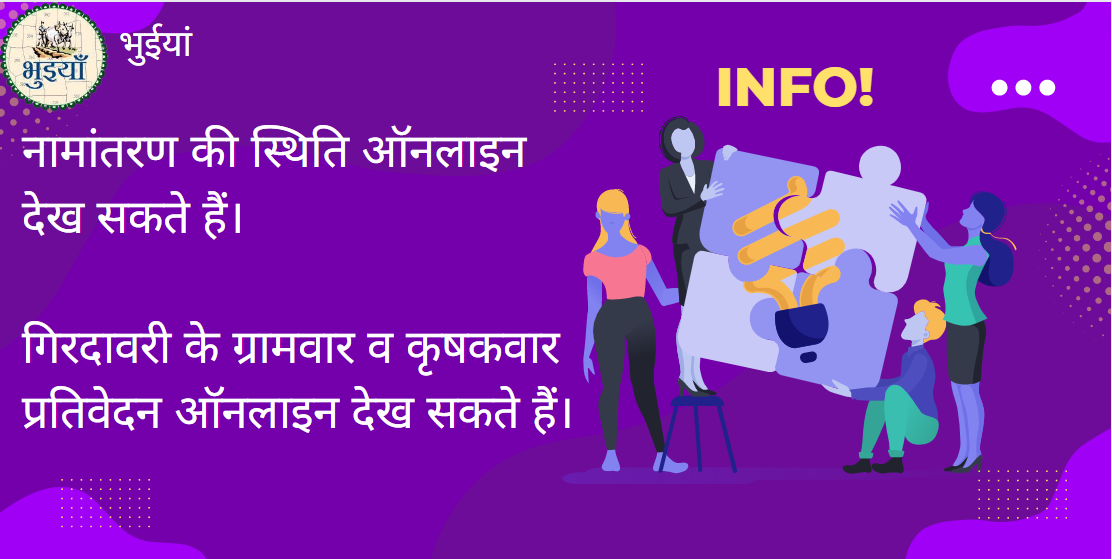 भुइयाँ
भुईयां
INFO!
नामांतरण की स्थिति ऑनलाइन
देख सकते हैं।
गिरदावरी के ग्रामवार व कृषकवार
प्रतिवेदन ऑनलाइन देख सकते हैं।